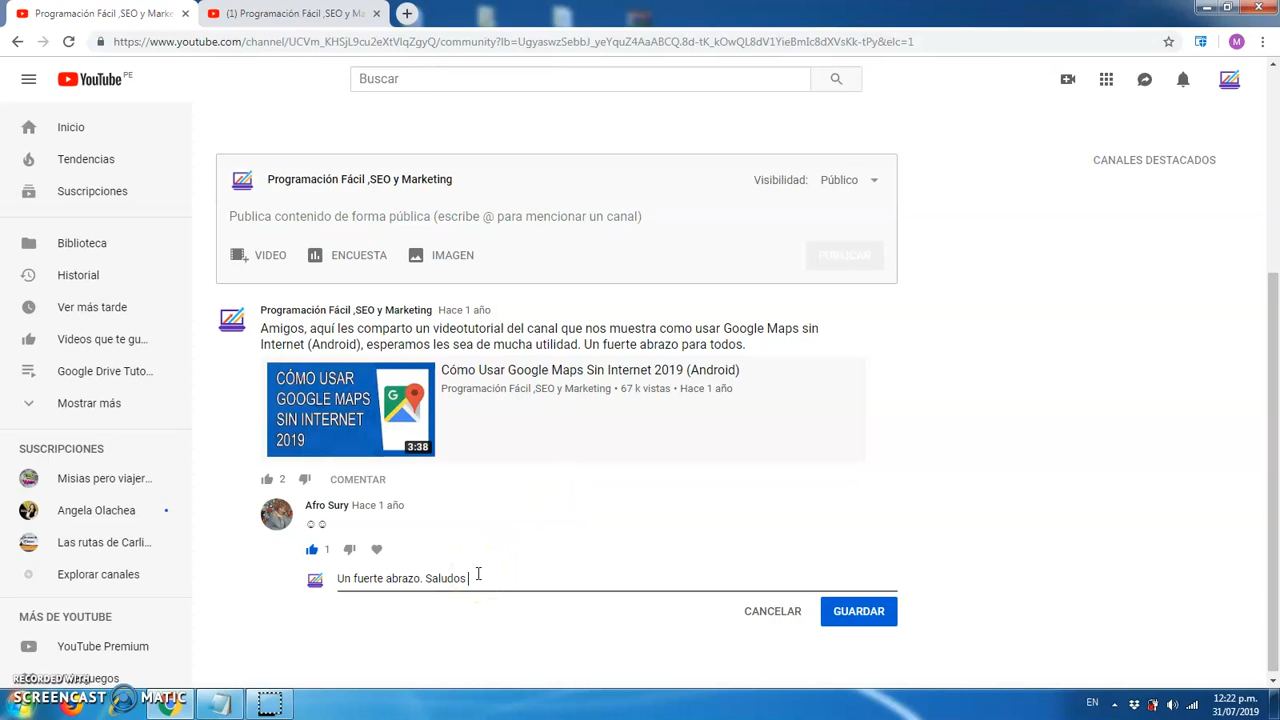 Programación Fácil ,SEO y M
(1) Programación Fácil ,SEO y M
https://www.youtube.com/channel/UCVm_KHSjL9cu2eXtVlqZgyQ/community?lb=UgyaswzSebbJ_yeYquZ4AaABCQ.8d-tK_kOwQL8dV1YieBmIc8dXVsKk-tPy&elc=1
M
YouTube PE
Buscar
Inicio
Tendencias
Suscripciones
Biblioteca
Historial
Ver más tarde
Videos que te gu...
Google Drive Tuto...
Mostrar más
SUSCRIPCIONES
Misias pero viajer...
Angela Olachea
Las rutas de Carli...
Explorar canales
MÁS DE YOUTUBE
YouTube Premium
Programación Fácil ,SEO y Marketing
Visibilidad: Público
Publica contenido de forma pública (escribe @ para mencionar un canal)
VIDEO
ENCUESTA
IMAGEN
PUBLICAR
CANALES DESTACADOS
Programación Fácil ,SEO y Marketing Hace 1 año
Amigos, aquí les comparto un videotutorial del canal que nos muestra como usar Google Maps sin
Internet (Android), esperamos les sea de mucha utilidad. Un fuerte abrazo para todos.
CÓMO USAR
GOOGLE MAPS
SIN INTERNET
2019
G
3:38
Cómo Usar Google Maps Sin Internet 2019 (Android)
Programación Fácil ,SEO y Marketing • 67 k vistas • Hace 1 año
2
COMENTAR
Afro Sury Hace 1 año
☺☺
1
Un fuerte abrazo. Saludos
CANCELAR
GUARDAR
RECORDED WITH
SCREENCAST MATIC
EN
12:22 p.m.
31/07/2019